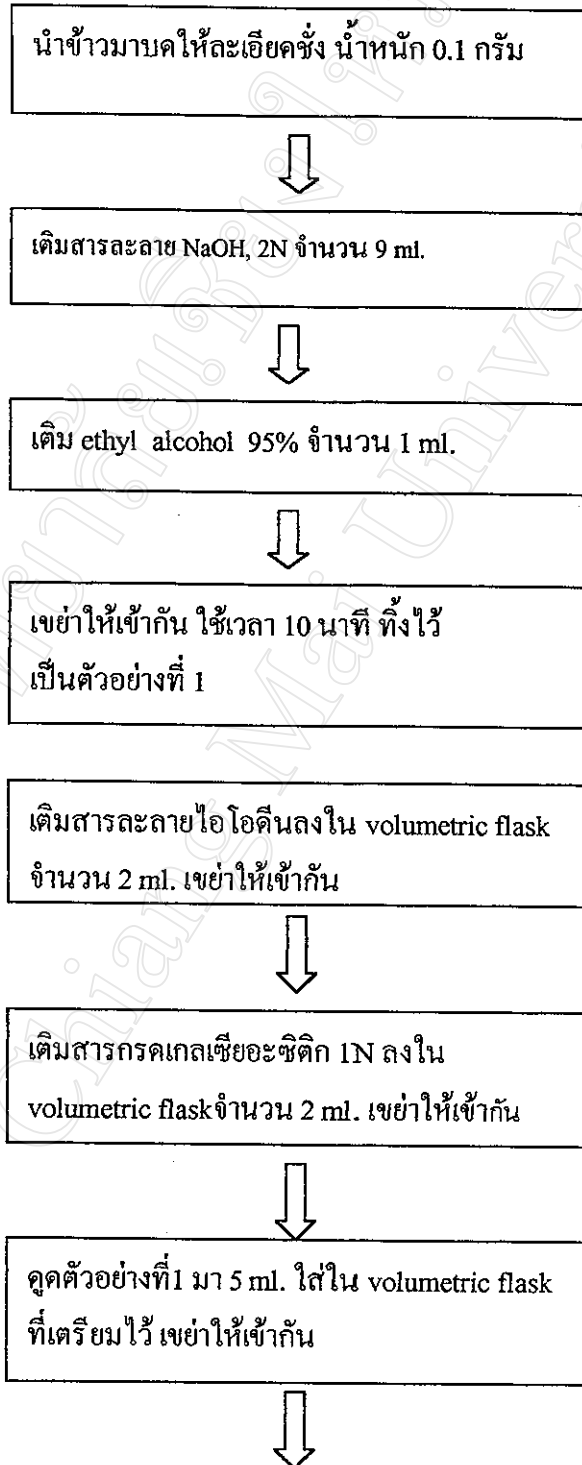 นำข้าวมาบดให้ละเอียดชั่ง น้ำหนัก 0.1 กรัม
เติมสารละลาย NaOH, 2N จำนวน 9 ml.
เติม ethyl alcohol 95% จำนวน 1 ml.
เขย่าให้เข้ากัน ใช้เวลา 10 นาที ทิ้งไว้
เป็นตัวอย่างที่ 1
เติมสารละลายไอโอดีนลงใน volumetric flask
จำนวน 2 ml. เขย่าให้เข้ากัน
เติมสารกรดเกลเซียอะซิติก 1N ลงใน
volumetric flaskจำนวน 2 ml. เขย่าให้เข้ากัน
ดูดตัวอย่างที่1 มา 5 ml. ใส่ใน volumetric flask
ที่เตรียมไว้ เขย่าให้เข้ากัน
Chiang Mai Univer